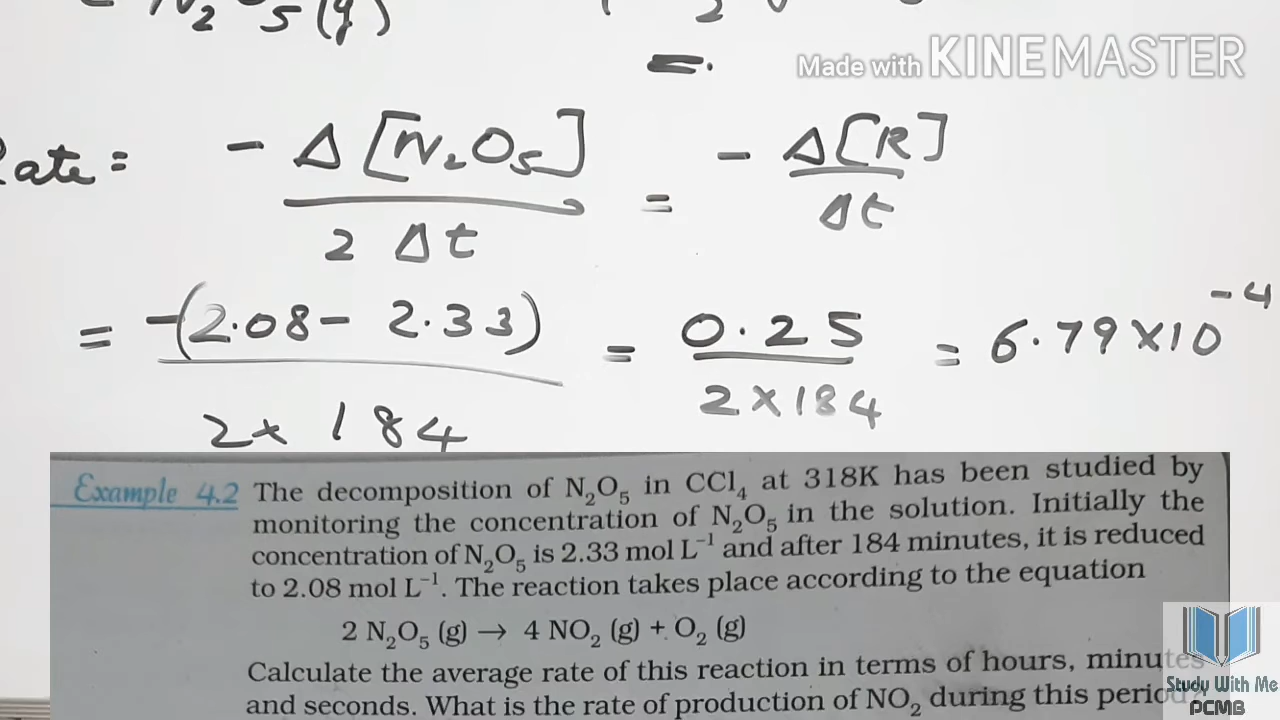 N₂O₅(g)
Made with KINEMASTER
Rate = - Δ[N₂O₅] / 2 Δt = - Δ[R] / Δt
= -(2.08 - 2.33) / 2 × 184 = 0.25 / 2 × 184 = 6.79 × 10⁻⁴
Example 4.2 The decomposition of N₂O₅ in CCl₄ at 318K has been studied by
monitoring the concentration of N₂O₅ in the solution. Initially the
concentration of N₂O₅ is 2.33 mol L⁻¹ and after 184 minutes, it is reduced
to 2.08 mol L⁻¹. The reaction takes place according to the equation
2 N₂O₅ (g) → 4 NO₂ (g) + O₂ (g)
Calculate the average rate of this reaction in terms of hours, minutes
and seconds. What is the rate of production of NO₂ during this period
Study With Me
PCMB